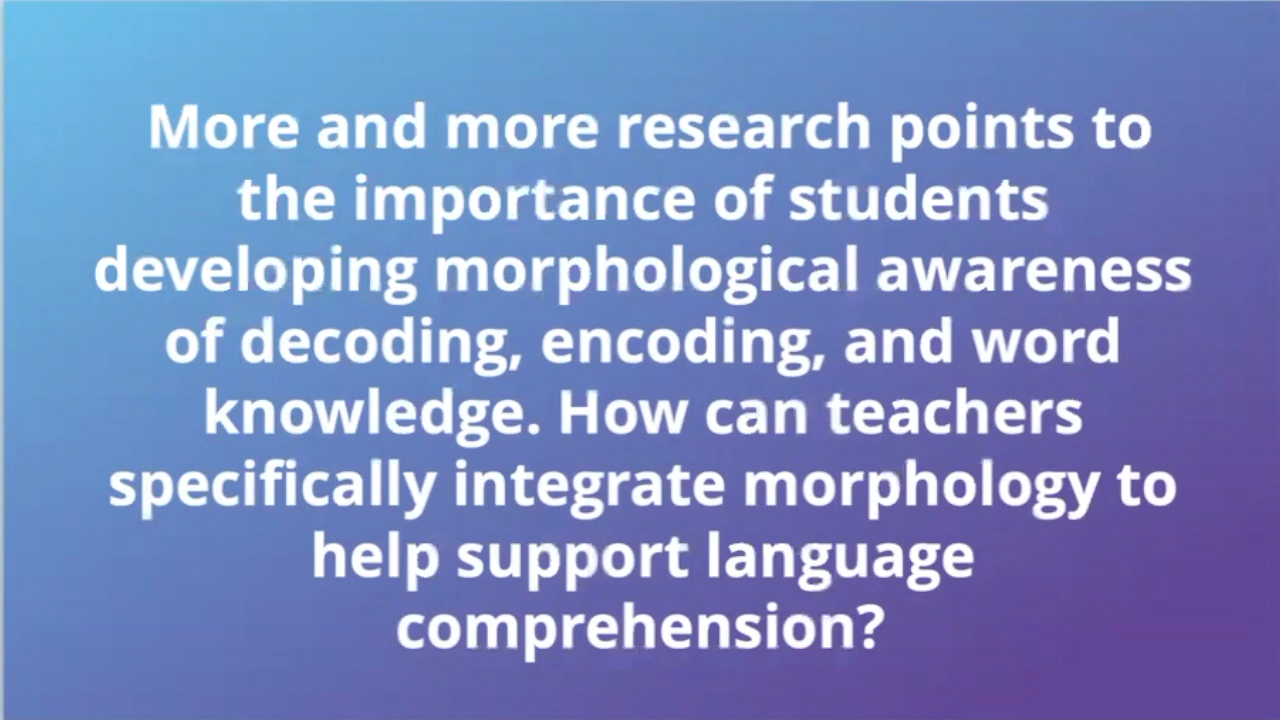 More and more research points to
the importance of students
developing morphological awareness
of decoding, encoding, and word
knowledge. How can teachers
specifically integrate morphology to
help support language
comprehension?